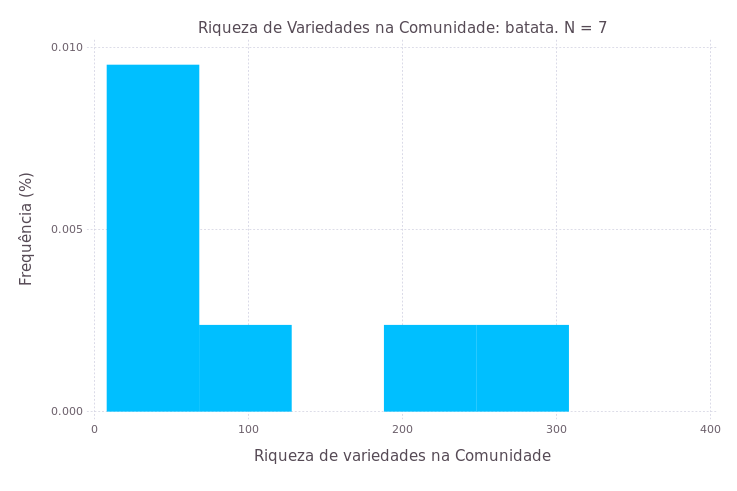 Riqueza de Variedades na Comunidade: batata. N = 7
0.010
0.005
0.000
Frequência (%)
0
100
200
300
400
Riqueza de variedades na Comunidade